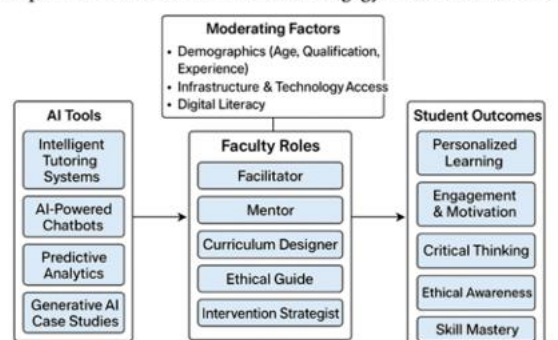 Moderating Factors
• Demographics (Age, Qualification,
Experience)
• Infrastructure & Technology Access
• Digital Literacy
AI Tools
Intelligent
Tutoring
Systems
AI-Powered
Chatbots
Predictive
Analytics
Generative AI
Case Studies
Faculty Roles
Facilitator
Mentor
Curriculum Designer
Ethical Guide
Intervention Strategist
Student Outcomes
Personalized
Learning
Engagement
& Motivation
Critical Thinking
Ethical Awareness
Skill Mastery